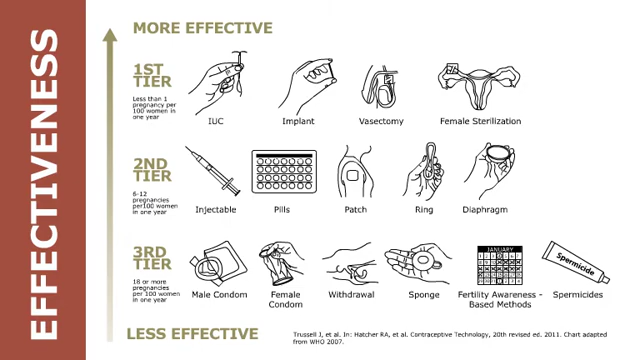 EFFECTIVENESS
MORE EFFECTIVE
1ST
TIER
Less than 1
pregnancy per
100 women in
one year
IUC
Implant
Vasectomy
Female Sterilization
2ND
TIER
6-12
pregnancies
per100 women
in one year
Injectable
Pills
Patch
Ring
Diaphragm
3RD
TIER
18 or more
pregnancies
per 100 women
in one year
JANUARY
Spermicide
Male Condom
Female
Condom
Withdrawal
Sponge
Fertility Awareness -
Based Methods
Spermicides
LESS EFFECTIVE
Trussell J, et al. In: Hatcher RA, et al. Contraceptive Technology, 20th revised ed. 2011. Chart adapted
from WHO 2007.